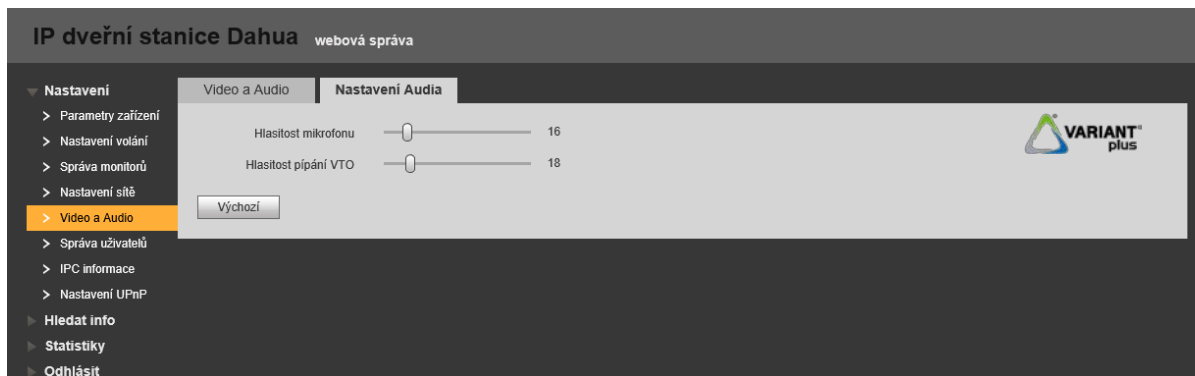 IP dveřní stanice Dahua webová správa
Nastavení
Parametry zařízení
Nastavení volání
Správa monitorů
Nastavení sítě
Video a Audio
Správa uživatelů
IPC informace
Nastavení UPnP
Hledat info
Statistiky
Odhlásit
Video a Audio
Nastavení Audia
Hlasitost mikrofonu 16
Hlasitost pípání VTO 18
Výchozí
VARIANT®
plus